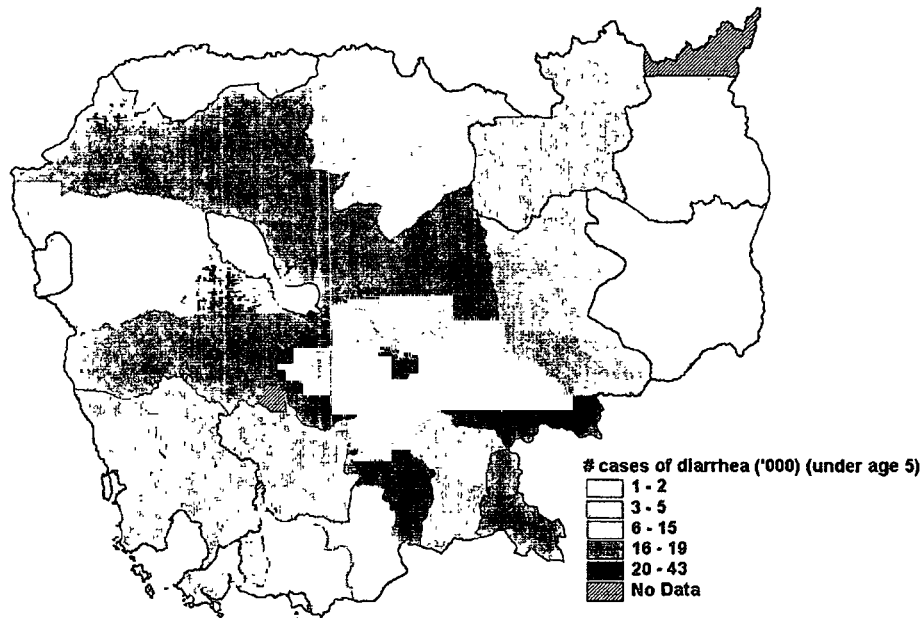 # cases of diarrhea ('000) (under age 5)
1 - 2
3 - 5
6 - 15
16 - 19
20 - 43
No Data